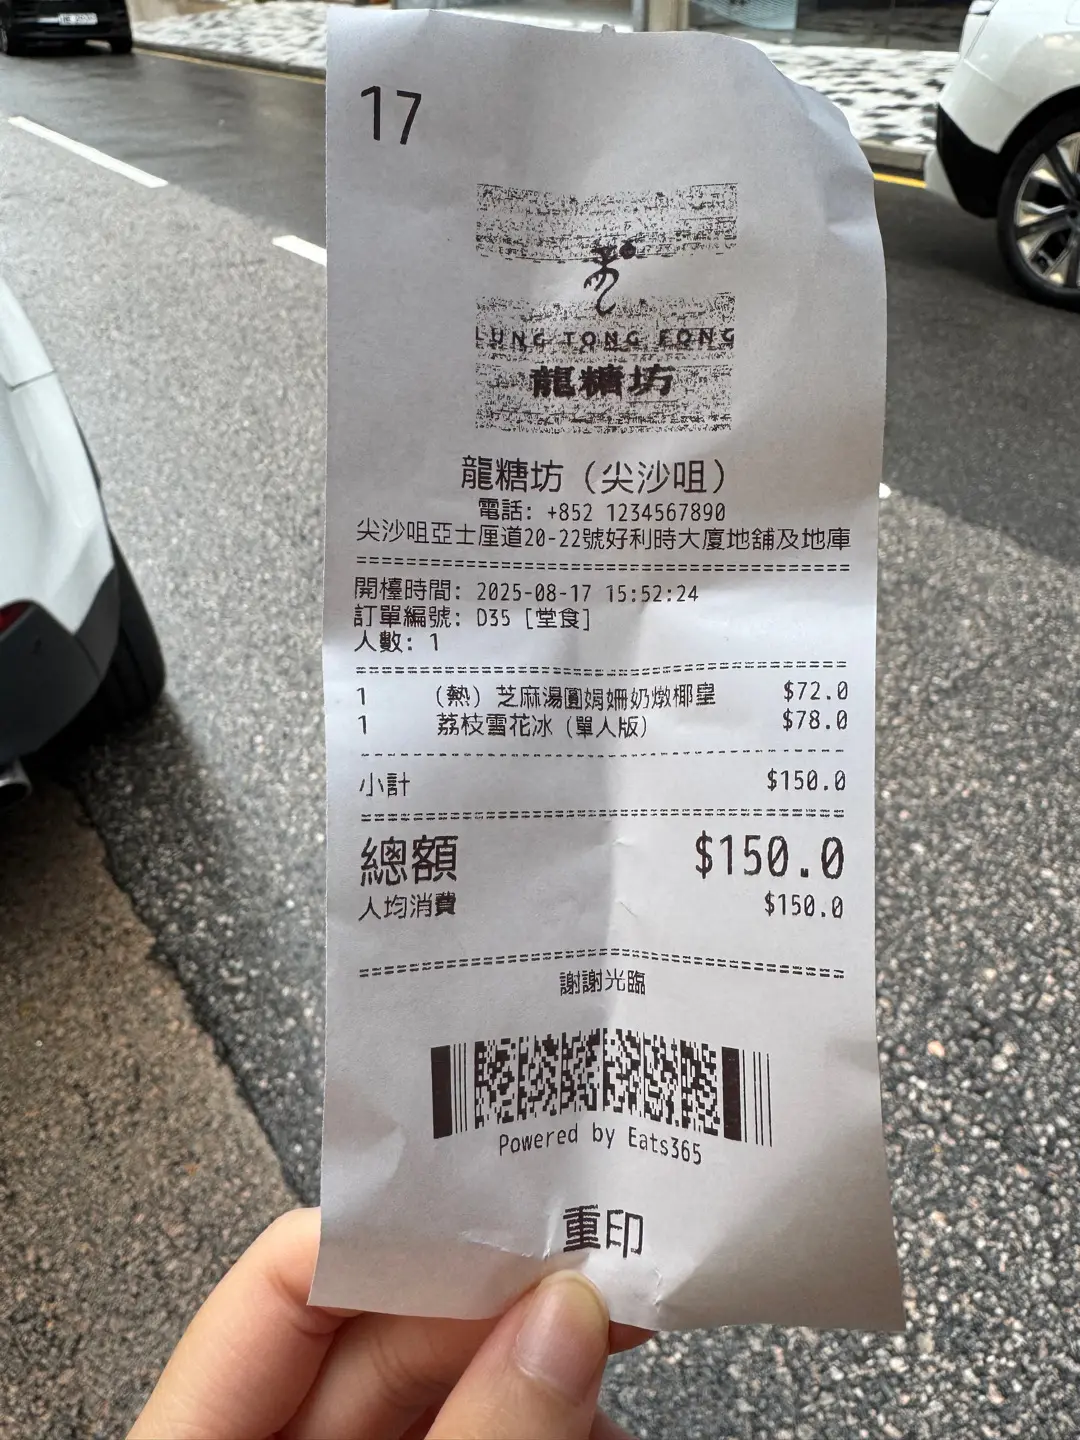 17
LUNG TONG FONG
龍糖坊
龍糖坊（尖沙咀）
電話: +852 1234567890
尖沙咀亞士厘道20-22號好利時大廈地舖及地庫
開檯時間: 2025-08-17 15:52:24
訂單編號: D35 [堂食]
人數: 1
1 （熱）芝麻湯圓娟姍奶燉椰皇 $72.0
1 荔枝雪花冰（單人版） $78.0
小計 $150.0
總額 $150.0
人均消費 $150.0
謝謝光臨
Powered by Eats365
重印